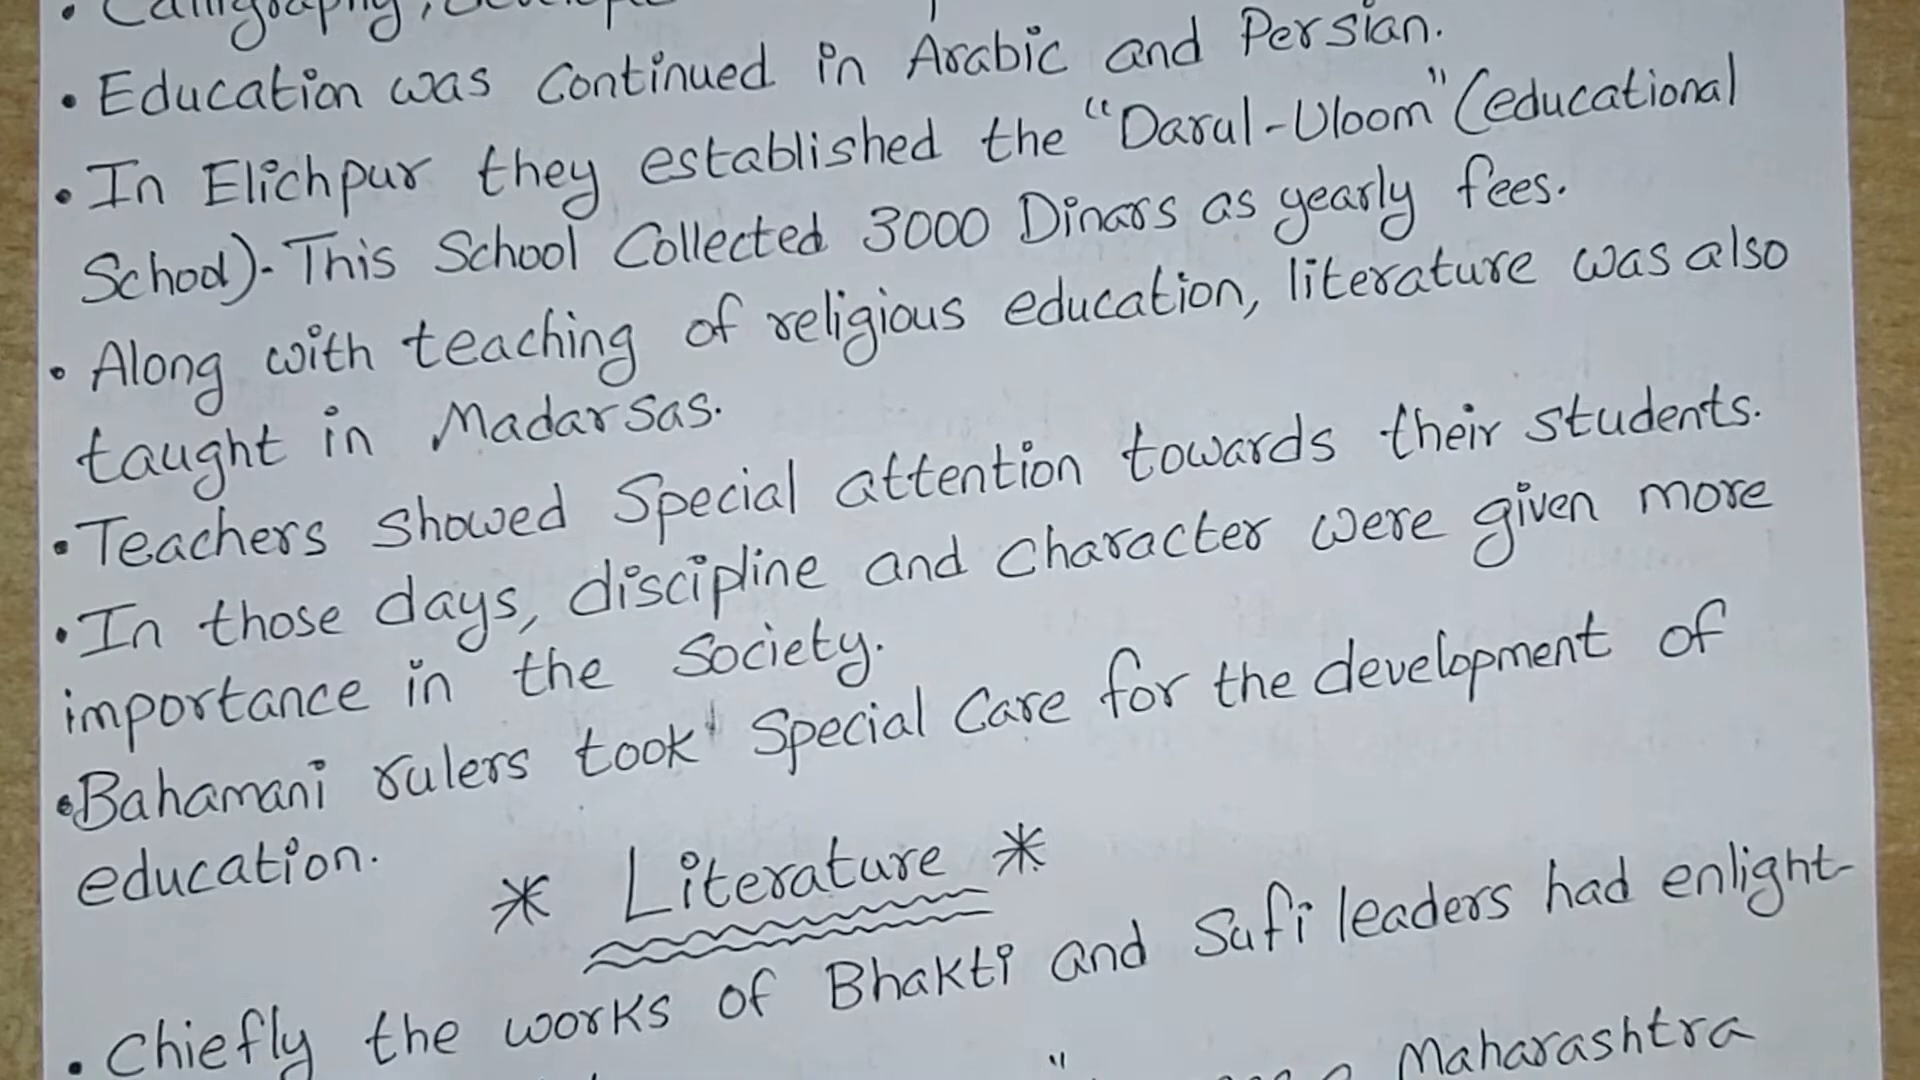 • Calligraphy,
• Education was continued in Arabic and Persian.
• In Elichpur they established the "Darul-Uloom" (educational
School)- This School Collected 3000 Dinars as yearly fees.
• Along with teaching of religious education, literature was also
taught in Madarsas.
• Teachers showed Special attention towards their students.
• In those days, discipline and character were given more
importance in the Society.
• Bahamani rulers took Special Care for the development of
education.
* Literature *
• Chiefly the works of Bhakti and Sufi leaders had enlight-
" Maharashtra